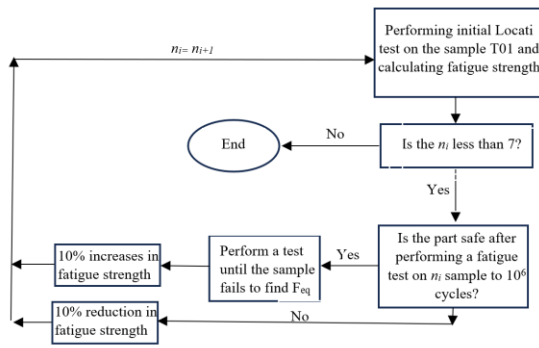 n_i= n_{i+1}
Performing initial Locati
test on the sample T01 and
calculating fatigue strength
No
End
Is the n_i less than 7?
Yes
Is the part safe after
performing a fatigue
test on n_i sample to 10⁶
cycles?
Yes
Perform a test
until the sample
fails to find F_eq
10% increases in
fatigue strength
No
10% reduction in
fatigue strength